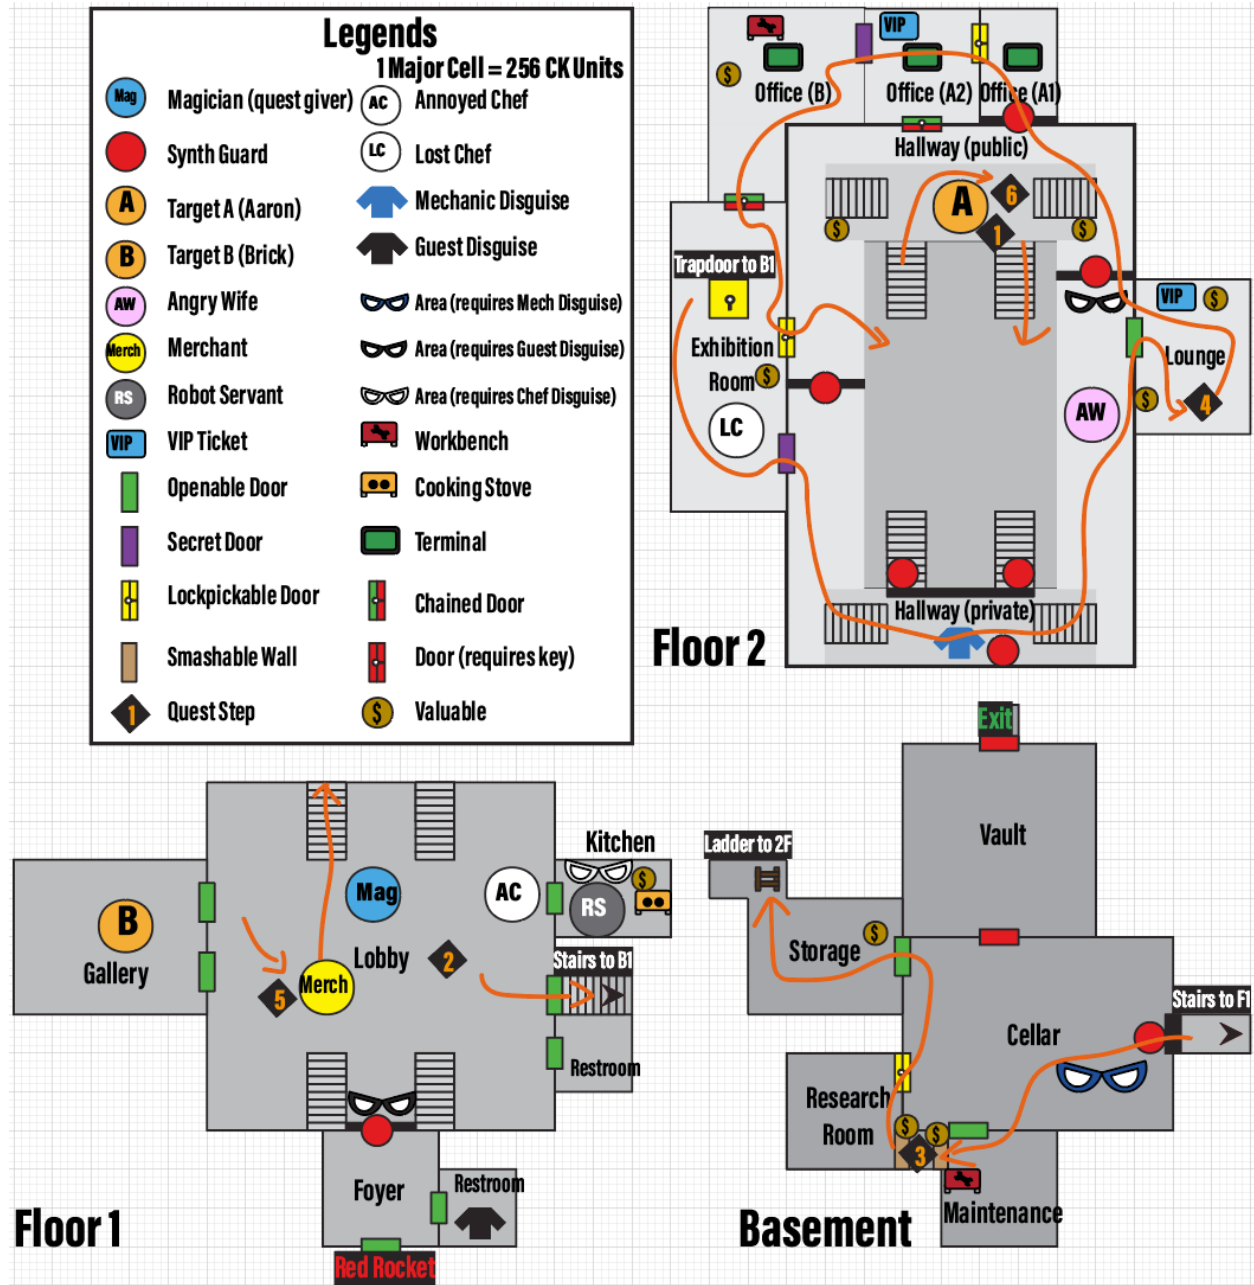 Legends
1 Major Cell = 256 CK Units
Mag
Magician (quest giver)
Synth Guard
A
Target A (Aaron)
B
Target B (Brick)
AW
Angry Wife
Merch
Merchant
RS
Robot Servant
VIP
VIP Ticket
Openable Door
Secret Door
Lockpickable Door
Smashable Wall
1
Quest Step
AC
Annoyed Chef
LC
Lost Chef
Mechanic Disguise
Guest Disguise
Area (requires Mech Disguise)
Area (requires Guest Disguise)
Area (requires Chef Disguise)
Workbench
Cooking Stove
Terminal
Chained Door
Door (requires key)
$
Valuable
VIP
$
Office (B)
Office (A2)
Office (A1)
Hallway (public)
A
6
1
$
$
Trapdoor to B1
VIP
$
Exhibition
Room
$
Lounge
LC
AW
$
4
Hallway (private)
Floor 2
Kitchen
Mag
AC
RS
$
B
Gallery
Lobby
2
Stairs to B1
5
Merch
Restroom
Foyer
Restroom
Floor 1
Red Rocket
Exit
Vault
Ladder to 2F
Storage
$
Stairs to F1
Cellar
Research
Room
$
$
3
Maintenance
Basement